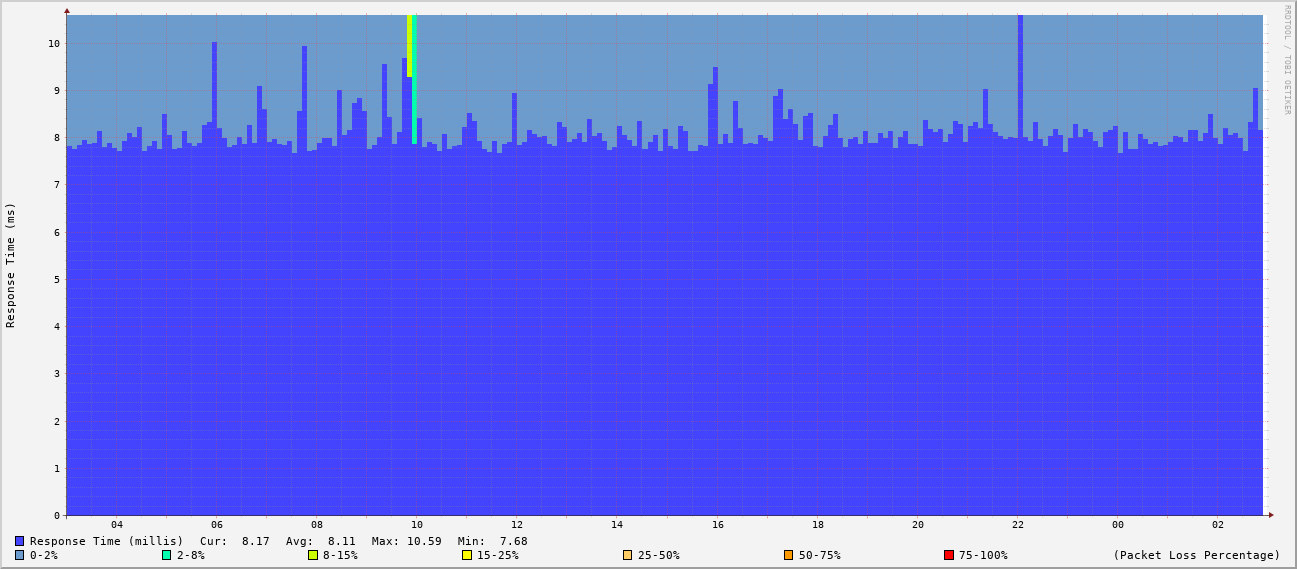 RRDTOOL / TOBI OETIKER
Response Time (ms)
10
9
8
7
6
5
4
3
2
1
0
04 06 08 10 12 14 16 18 20 22 00 02
Response Time (millis) Cur: 8.17 Avg: 8.11 Max: 10.59 Min: 7.68
0-2% 2-8% 8-15% 15-25% 25-50% 50-75% 75-100% (Packet Loss Percentage)